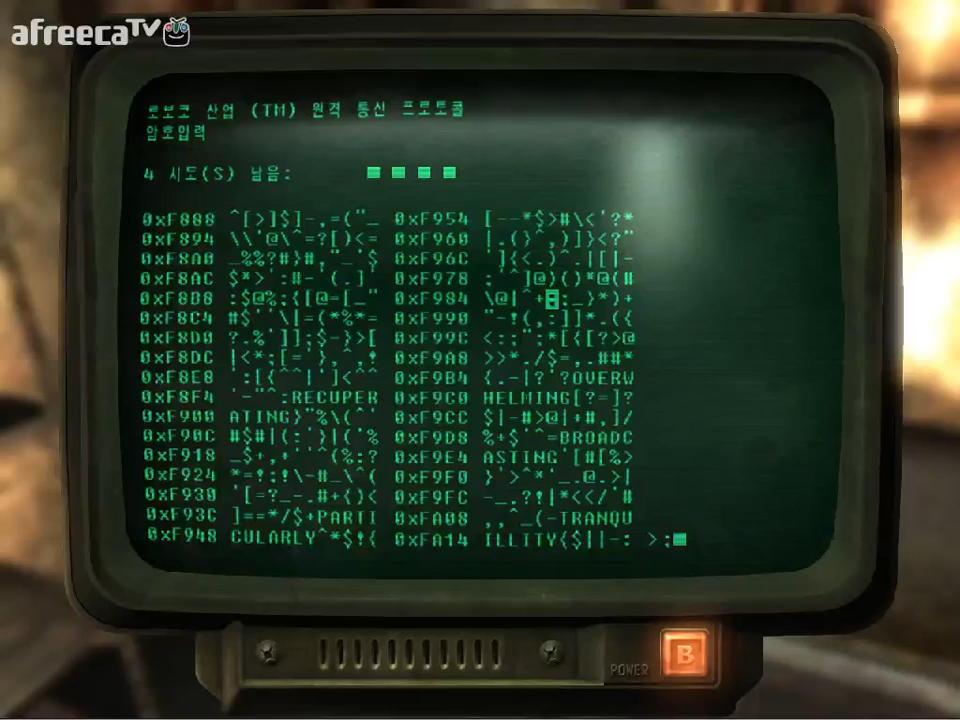 afreecaTV
로보코 산업 (TM) 원격 통신 프로토콜
암호입력
4 시도(S) 남음:
0xF888 ^[>]$]-,=("_ 0xF954 [--*$>#\<'?*
0xF894 \\'@\^=?[)<= 0xF960 |.(}^,)]}<?"
0xF8A0 _%%?#}#,"_'$ 0xF96C ']{<.)^.|[|-
0xF8AC $*>`:#-'(.)` 0xF978 ;'^]@)()*@(#
0xF8B8 :$@%;{[@=[_" 0xF984 \@|^+
0xF8C4 #$`'\|=(*%*= 0xF990 "-!(,:]]*.({
0xF8D0 ?.%`]];$-}>[ 0xF99C <::":*[{[?>@
0xF8DC |<*;[='},^,! 0xF9A8 >>*./$=,.##*
0xF8E8 ':[{^^|']<^^ 0xF9B4 {.-|?'?OVERW
0xF8F4 '-"^:RECUPER 0xF9C0 HELMING[?=]?
0xF900 ATING}"%\(^' 0xF9CC $|-#>@|+#,]/
0xF90C #$#|(:`)|('% 0xF9D8 %+$'^=BROADC
0xF918 _$+,+''^(%:? 0xF9E4 ASTING'[#[%>
0xF924 *=!;!\-#_\^( 0xF9F0 }'>^*'_.@.>|
0xF930 '[=?_-.#+{)< 0xF9FC -_.?!|*<</'#
0xF93C ]==*/$+PARTI 0xFA08 ,,^_(-TRANQU
0xF948 CULARLY^*$!{ 0xFA14 ILLITY{$||-: >;
POWER
B